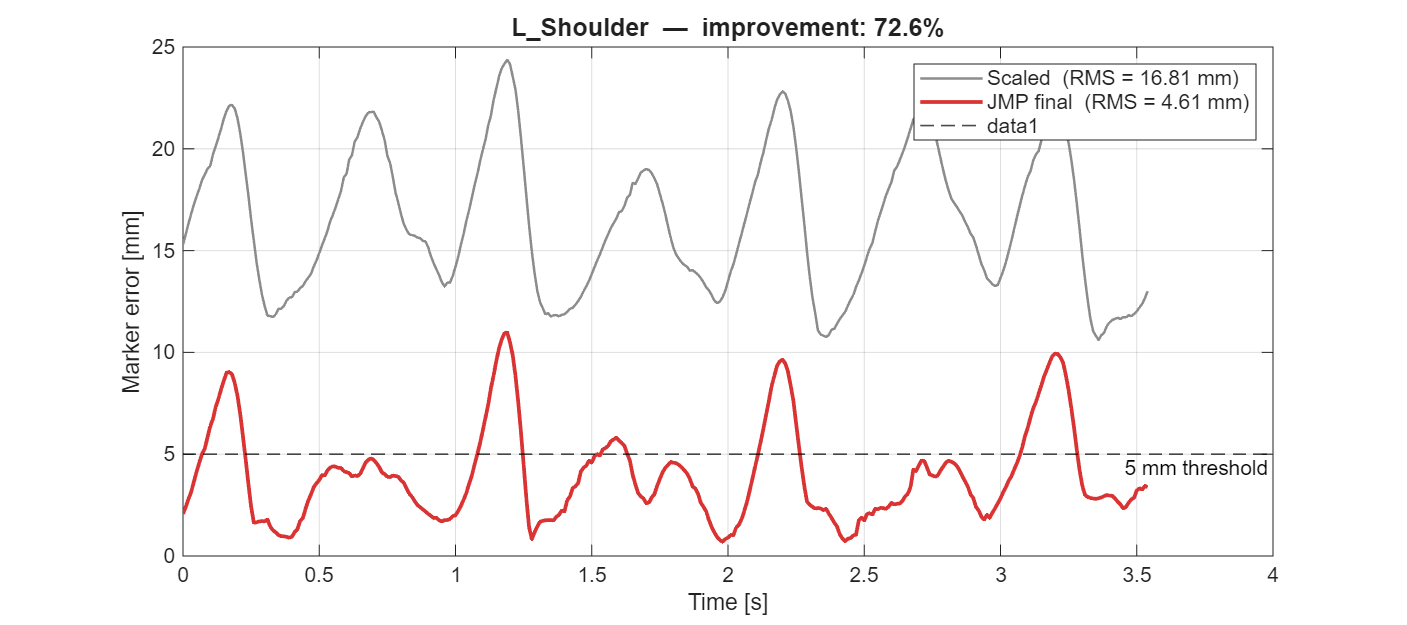 L_Shoulder — improvement: 72.6%
25
20
15
10
5
0
Marker error [mm]
Scaled (RMS = 16.81 mm)
JMP final (RMS = 4.61 mm)
data1
5 mm threshold
0 0.5 1 1.5 2 2.5 3 3.5 4
Time [s]